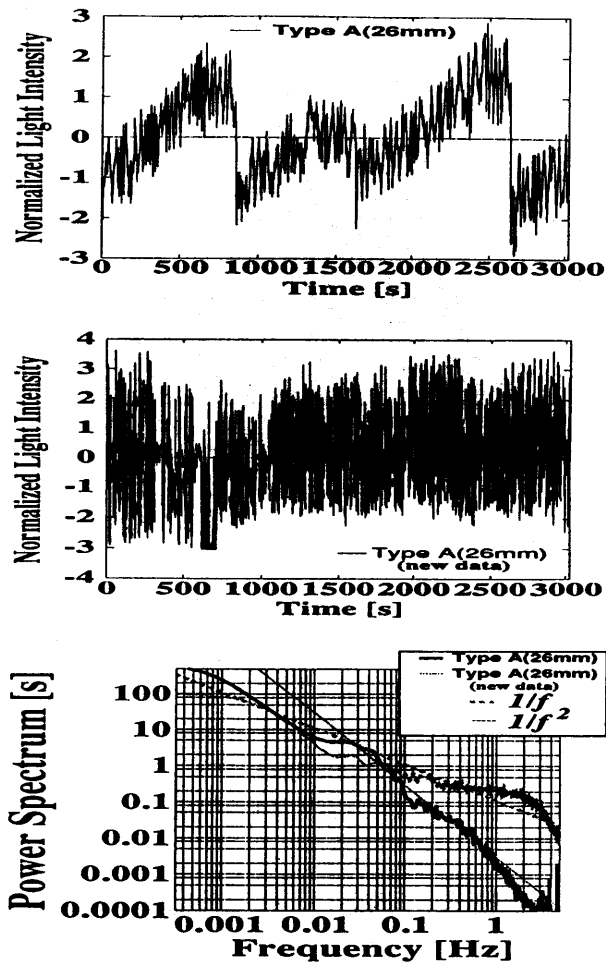 3
2
1
0
-1
-2
-3
Normalized Light Intensity
Type A(26mm)
0 500 1000 1500 2000 2500 3000
Time [s]
4
3
2
1
0
-1
-2
-3
-4
Normalized Light Intensity
Type A(26mm)
(new data)
0 500 1000 1500 2000 2500 3000
Time [s]
Type A(26mm)
Type A(26mm)
(new data)
1/f
1/f²
100
10
1
0.1
0.01
0.001
0.0001
Power Spectrum [s]
0.001 0.01 0.1 1
Frequency [Hz]